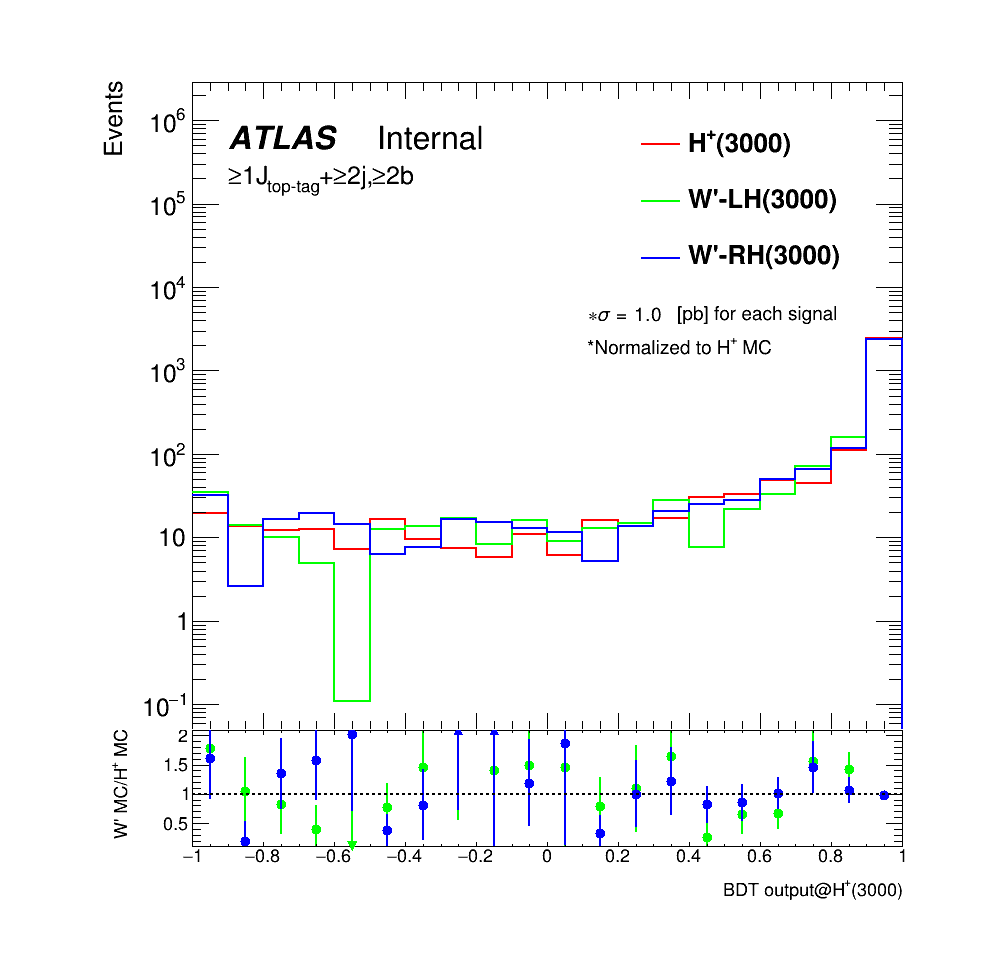 Events
10⁶
10⁵
10⁴
10³
10²
10
1
10⁻¹
ATLAS Internal
≥1J_top-tag+≥2j,≥2b
H⁺(3000)
W'-LH(3000)
W'-RH(3000)
*σ = 1.0 [pb] for each signal
*Normalized to H⁺ MC
W' MC/H⁺ MC
2
1.5
1
0.5
−1 −0.8 −0.6 −0.4 −0.2 0 0.2 0.4 0.6 0.8 1
BDT output@H⁺(3000)